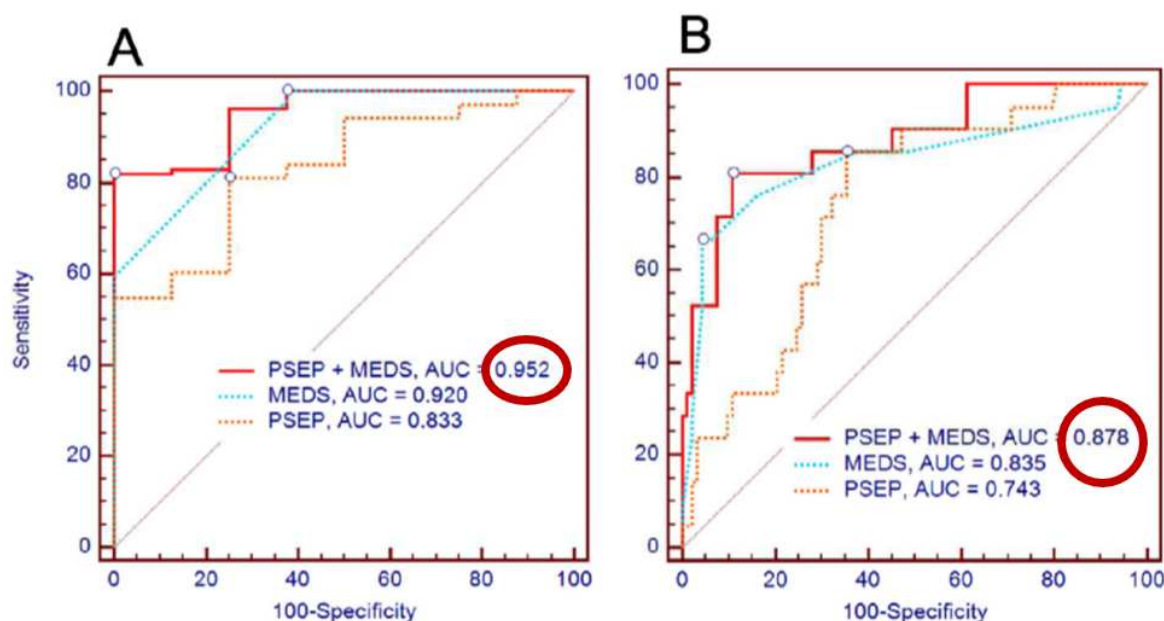 A
100
80
60
40
20
0
Sensitivity
PSEP + MEDS, AUC = 0.952
MEDS, AUC = 0.920
PSEP, AUC = 0.833
0 20 40 60 80 100
100-Specificity
B
100
80
60
40
20
0
PSEP + MEDS, AUC = 0.878
MEDS, AUC = 0.835
PSEP, AUC = 0.743
0 20 40 60 80 100
100-Specificity